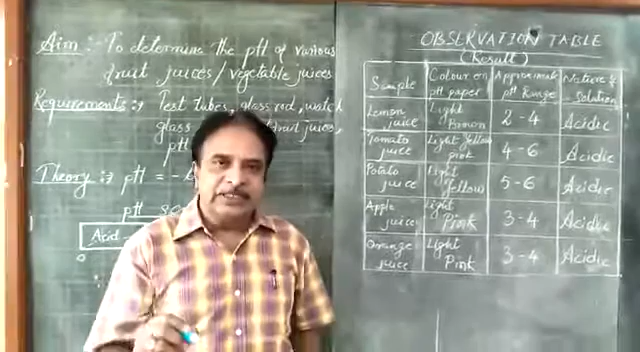 Aim :- To determine the pH of various
fruit juices/vegetable juices
Requirements :- Test tubes, glass rod, watch
glass fruit juices,
pH
Theory :- pH = -
pH
Acid
0
OBSERVATION TABLE
(Result)
Sample Colour on pH paper Approximate pH Range Nature of Solution
Lemon juice Light Brown 2-4 Acidic
Tomato juice Light Yellow pink 4-6 Acidic
Potato juice Light Yellow 5-6 Acidic
Apple juice Light Pink 3-4 Acidic
Orange juice Light Pink 3-4 Acidic